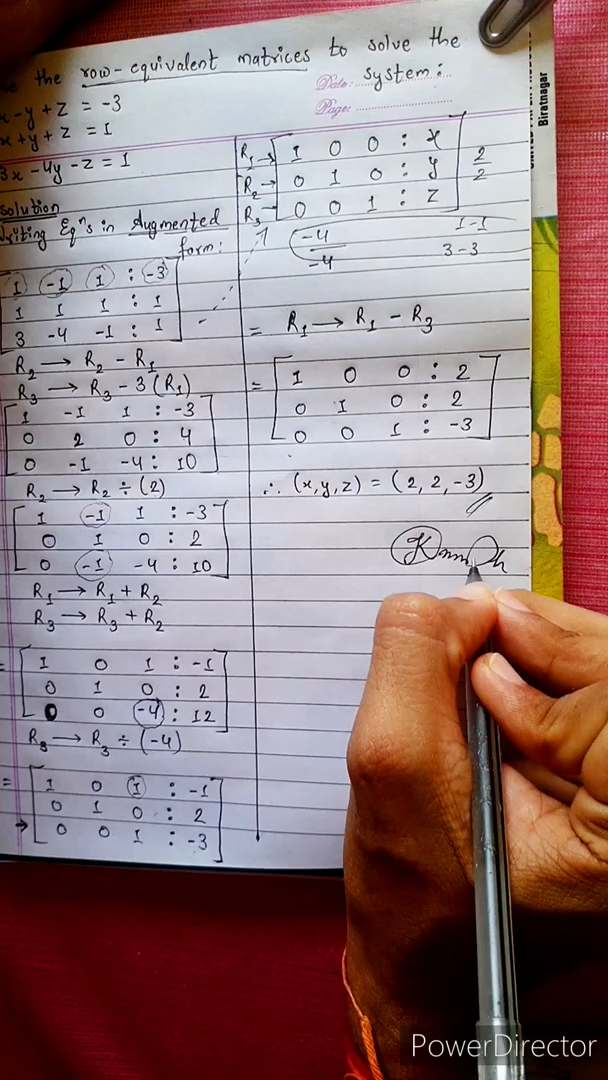 the row-equivalent matrices to solve the
system:
Date:
Page:
Biratnagar
x - y + z = -3
x + y + z = 1
3x - 4y - z = 1
Solution
Writing Eqⁿs in Augmented
form:
1 -1 1 : -3
1 1 1 : 1
3 -4 -1 : 1
R₂ → R₂ - R₁
R₃ → R₃ - 3(R₁)
1 -1 1 : -3
0 2 0 : 4
0 -1 -4 : 10
R₂ → R₂ ÷ (2)
1 -1 1 : -3
0 1 0 : 2
0 -1 -4 : 10
R₁ → R₁ + R₂
R₃ → R₃ + R₂
= 1 0 1 : -1
0 1 0 : 2
0 0 -4 : 12
R₃ → R₃ ÷ (-4)
= 1 0 1 : -1
0 1 0 : 2
→ 0 0 1 : -3
R₁ → 1 0 0 : x
R₂ → 0 1 0 : y
R₃ → 0 0 1 : z
2/2
-4/-4
1-1
3-3
= R₁ → R₁ - R₃
= 1 0 0 : 2
0 1 0 : 2
0 0 1 : -3
∴ (x,y,z) = (2, 2, -3)
PowerDirector